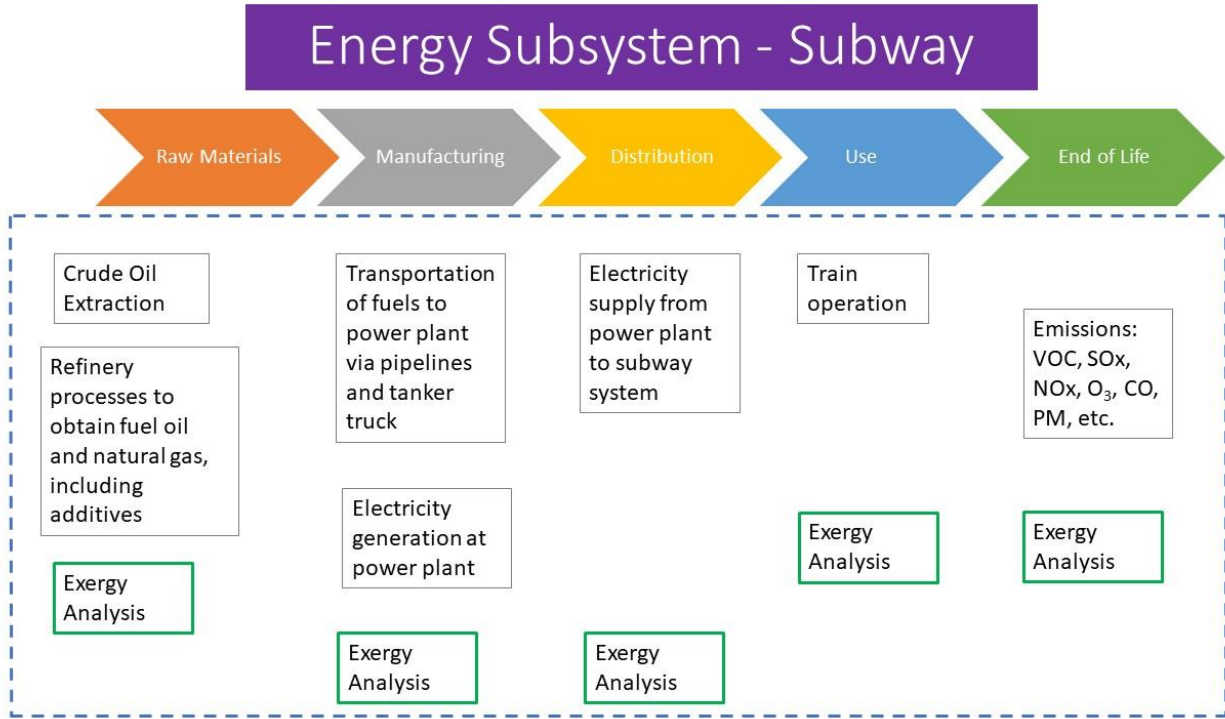 Energy Subsystem - Subway
Raw Materials
Manufacturing
Distribution
Use
End of Life
Crude Oil
Extraction
Refinery
processes to
obtain fuel oil
and natural gas,
including
additives
Exergy
Analysis
Transportation
of fuels to
power plant
via pipelines
and tanker
truck
Electricity
generation at
power plant
Exergy
Analysis
Electricity
supply from
power plant
to subway
system
Exergy
Analysis
Train
operation
Exergy
Analysis
Emissions:
VOC, SOx,
NOx, O₃, CO,
PM, etc.
Exergy
Analysis